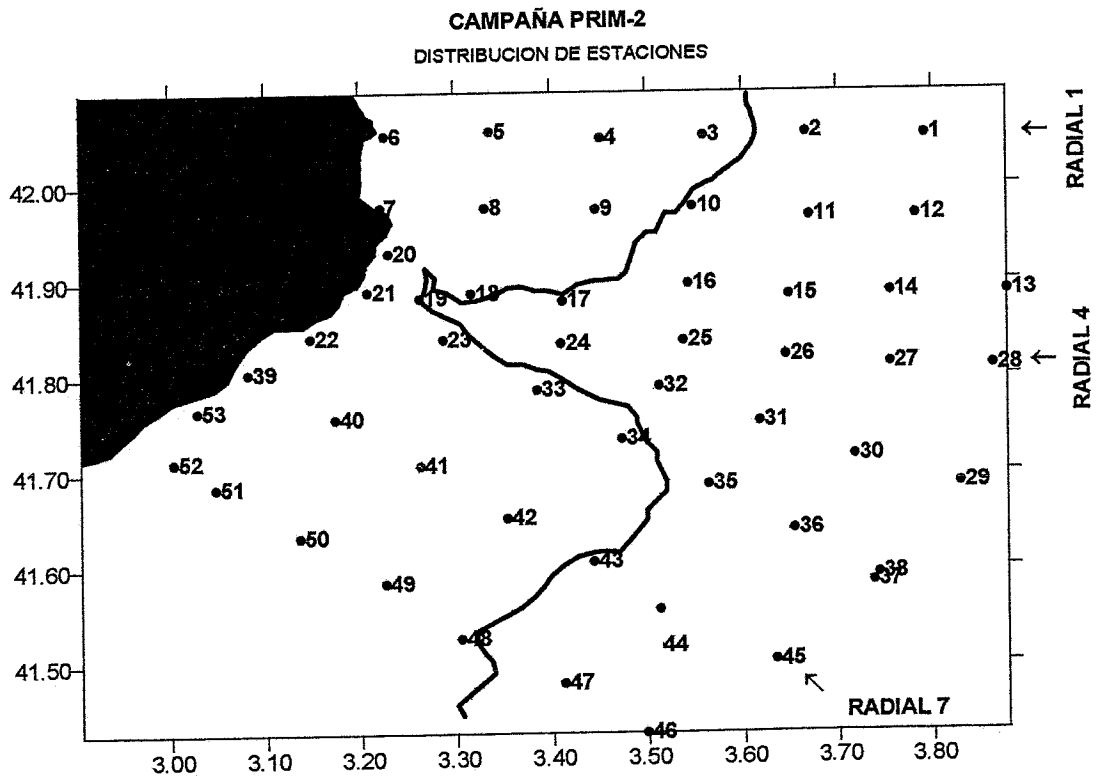 CAMPAÑA PRIM-2
DISTRIBUCION DE ESTACIONES
6 5 4 3 2 1
RADIAL 1
42.00
7 8 9 10 11 12
20
41.90
21 19 18 17 16 15 14 13
22 23 24 25 26 27 28
RADIAL 4
41.80
39 33 32
53 40 34 31
52 41 30
41.70
51 42 35 29
50 36
41.60
49 43 38
37
48 44
41.50
47 45
RADIAL 7
46
3.00 3.10 3.20 3.30 3.40 3.50 3.60 3.70 3.80